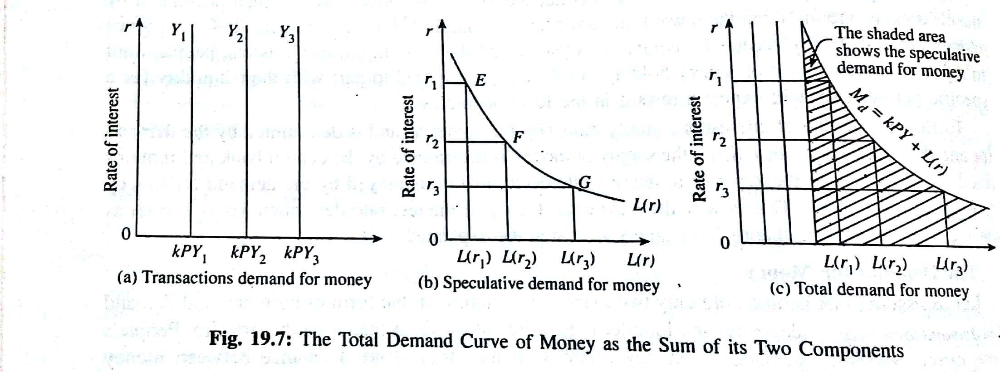 r
Y₁
Y₂
Y₃
Rate of interest
0
kPY₁ kPY₂ kPY₃
(a) Transactions demand for money
r
r₁
E
r₂
F
r₃
G
L(r)
Rate of interest
0
L(r₁) L(r₂) L(r₃) L(r)
(b) Speculative demand for money
r
The shaded area
shows the speculative
demand for money
r₁
r₂
r₃
M_d = kPY × L(r)
Rate of interest
0
L(r₁) L(r₂) L(r₃)
(c) Total demand for money
Fig. 19.7: The Total Demand Curve of Money as the Sum of its Two Components